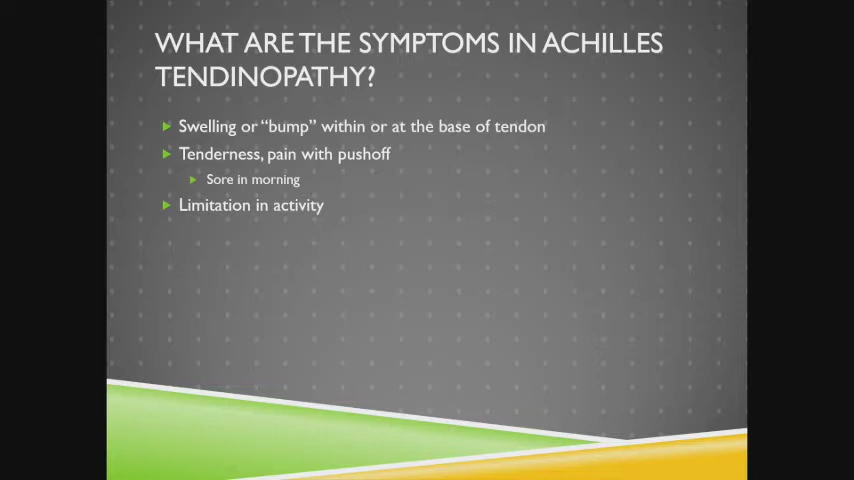 WHAT ARE THE SYMPTOMS IN ACHILLES
TENDINOPATHY?
Swelling or “bump” within or at the base of tendon
Tenderness, pain with pushoff
Sore in morning
Limitation in activity